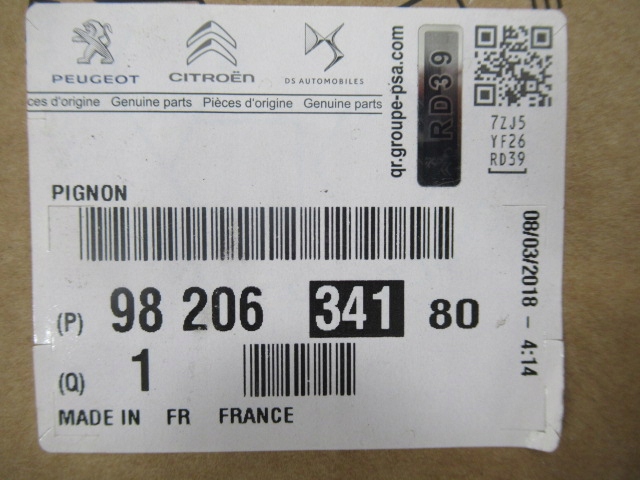 PEUGEOT CITROËN DS AUTOMOBILES
ces d'origine Genuine parts Pièces d'origine Genuine parts
qr.groupe-psa.com
RD39
7ZJ5
YF26
RD39
PIGNON
(P) 98 206 341 80
(Q) 1
MADE IN FR FRANCE
08/03/2018 - 4:14